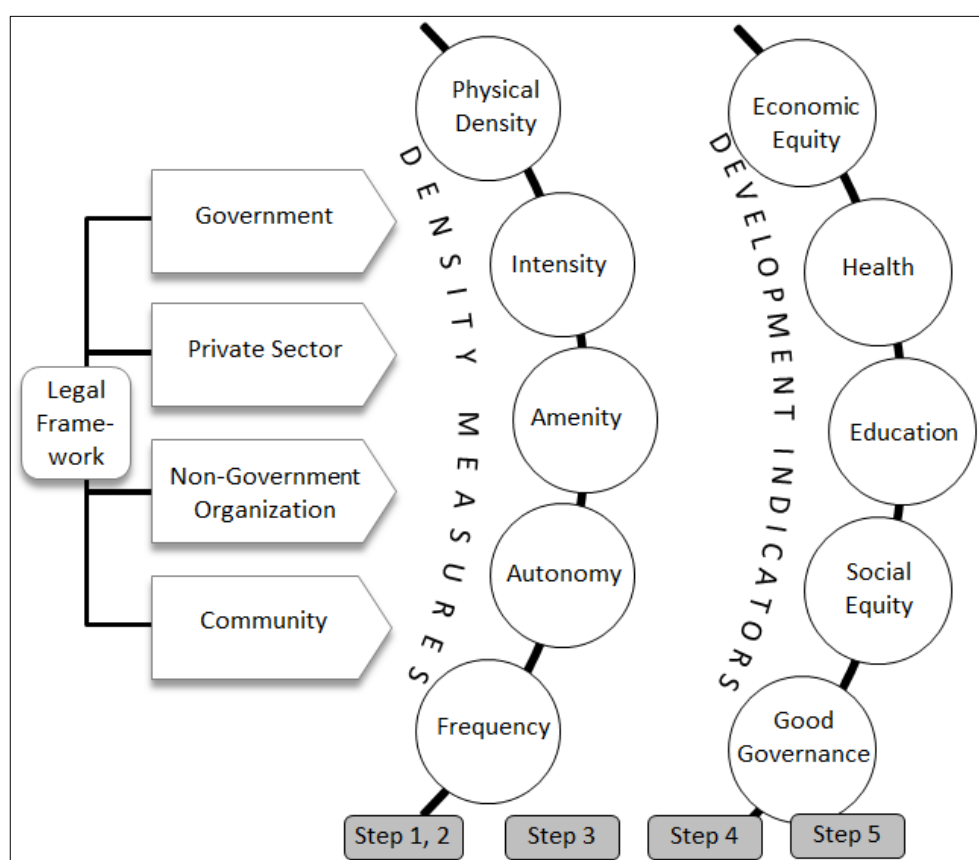 Legal
Frame-
work
Government
Private Sector
Non-Government
Organization
Community
DENSITY MEASURES
Physical
Density
Intensity
Amenity
Autonomy
Frequency
DEVELOPMENT INDICATORS
Economic
Equity
Health
Education
Social
Equity
Good
Governance
Step 1, 2
Step 3
Step 4
Step 5